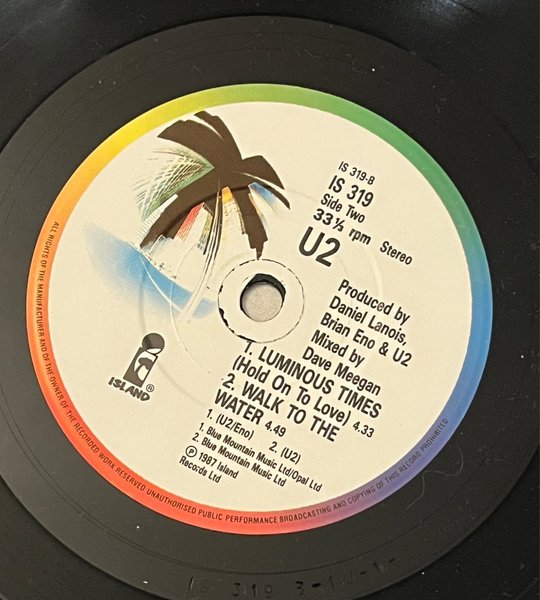 IS 319-B
IS 319
Side Two
33⅓ rpm Stereo
U2
Produced by
Daniel Lanois,
Brian Eno & U2
Mixed by
Dave Meegan
1. LUMINOUS TIMES
(Hold On To Love) 4.33
2. WALK TO THE
WATER 4.49
1. (U2/Eno) 2. (U2)
1. Blue Mountain Music Ltd/Opal Ltd
2. Blue Mountain Music Ltd
℗ 1987 Island
Records Ltd
ISLAND ®
ALL RIGHTS OF THE MANUFACTURER AND OF THE OWNER OF THE RECORDED WORK RESERVED UNAUTHORISED PUBLIC PERFORMANCE BROADCASTING AND COPYING OF THIS RECORD PROHIBITED
IS 319